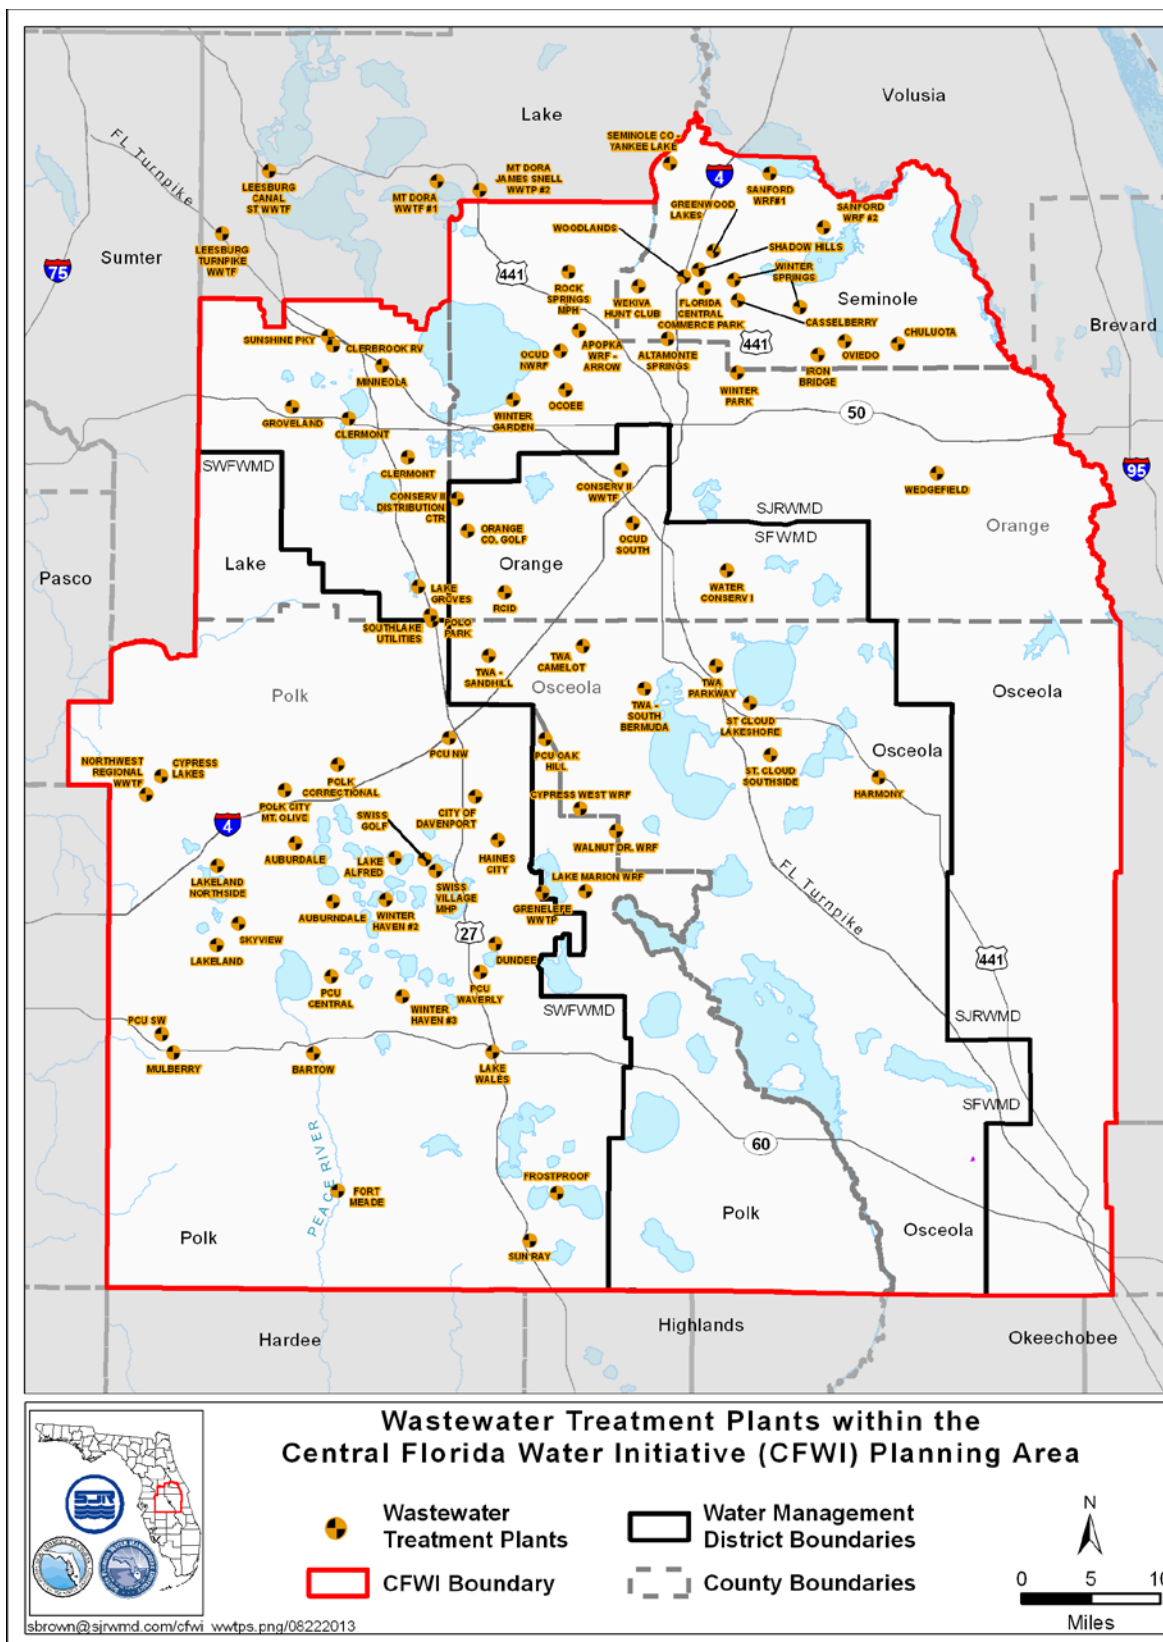 Lake
Volusia
FL Turnpike
SEMINOLE CO -
YANKEE LAKE
4
LEESBURG
CANAL
ST WWTF
MT DORA
WWTF #1
MT DORA
JAMES SNELL
WWTP #2
GREENWOOD
LAKES
SANFORD
WRF#1
SANFORD
WRF #2
LEESBURG
TURNPIKE
WWTF
WOODLANDS
SHADOW HILLS
Sumter
75
441
ROCK
SPRINGS
MPH
WEKIVA
HUNT CLUB
FLORIDA
CENTRAL
COMMERCE PARK
WINTER
SPRINGS
Seminole
CASSELBERRY
Brevard
SUNSHINE PKY
CLERBROOK RV
MINNEOLA
OCUD
NWRF
APOPKA
WRF -
ARROW
ALTAMONTE
SPRINGS
441
CHULUOTA
OVIEDO
IRON
BRIDGE
OCOEE
WINTER
PARK
GROVELAND
CLERMONT
WINTER
GARDEN
50
SWFWMD
CLERMONT
CONSERV II
WWTF
WEDGEFIELD
95
CONSERV II
DISTRIBUTION
CTR
SJRWMD
SFWMD
Orange
ORANGE
CO. GOLF
OCUD
SOUTH
Pasco
Lake
Orange
LAKE
GROVES
RCID
WATER
CONSERV I
SOUTHLAKE
UTILITIES
POLO
PARK
TWA -
SANDHILL
TWA
CAMELOT
Polk
Osceola
TWA
PARKWAY
Osceola
TWA -
SOUTH
BERMUDA
ST CLOUD
LAKESHORE
PCU NW
PCU OAK
HILL
Osceola
NORTHWEST
REGIONAL
WWTF
CYPRESS
LAKES
POLK
CORRECTIONAL
ST. CLOUD
SOUTHSIDE
HARMONY
POLK CITY
MT. OLIVE
CITY OF
DAVENPORT
CYPRESS WEST WRF
4
SWISS
GOLF
WALNUT DR. WRF
AUBURDALE
LAKE
ALFRED
HAINES
CITY
LAKELAND
NORTHSIDE
SWISS
VILLAGE
MHP
LAKE MARION WRF
FL Turnpike
AUBURNDALE
WINTER
HAVEN #2
GRENELEFE
WWTP
SKYVIEW
27
LAKELAND
DUNDEE
441
PCU
CENTRAL
PCU
WAVERLY
WINTER
HAVEN #3
SWFWMD
SJRWMD
PCU SW
MULBERRY
BARTOW
LAKE
WALES
SFWMD
PEACE RIVER
60
FORT
MEADE
FROSTPROOF
Polk
Polk
Osceola
SUN RAY
Hardee
Highlands
Okeechobee
Wastewater Treatment Plants within the
Central Florida Water Initiative (CFWI) Planning Area
SJR
Wastewater
Treatment Plants
Water Management
District Boundaries
CFWI Boundary
County Boundaries
N
0 5 10
Miles
sbrown@sjrwmd.com/cfwi wwtps.png/08222013